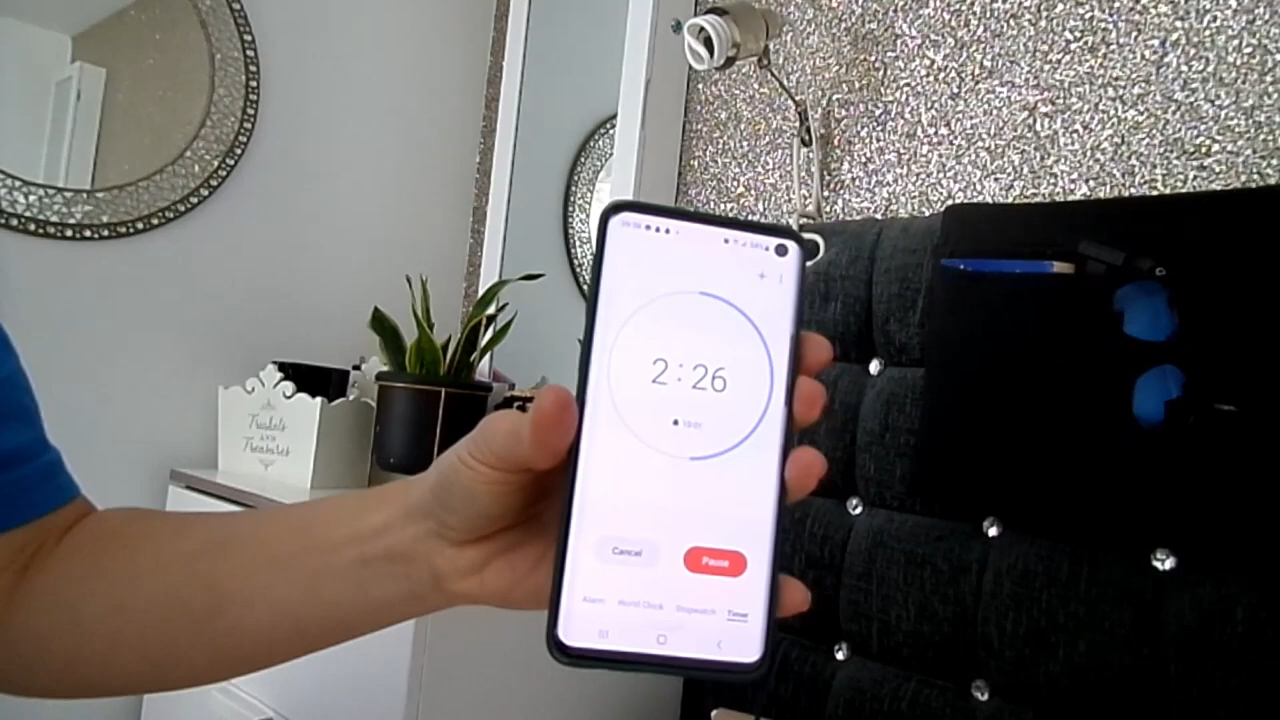 Trinkets
AND
Treasures
2:26
Cancel
Pause
Alarm
World Clock
Stopwatch
Timer